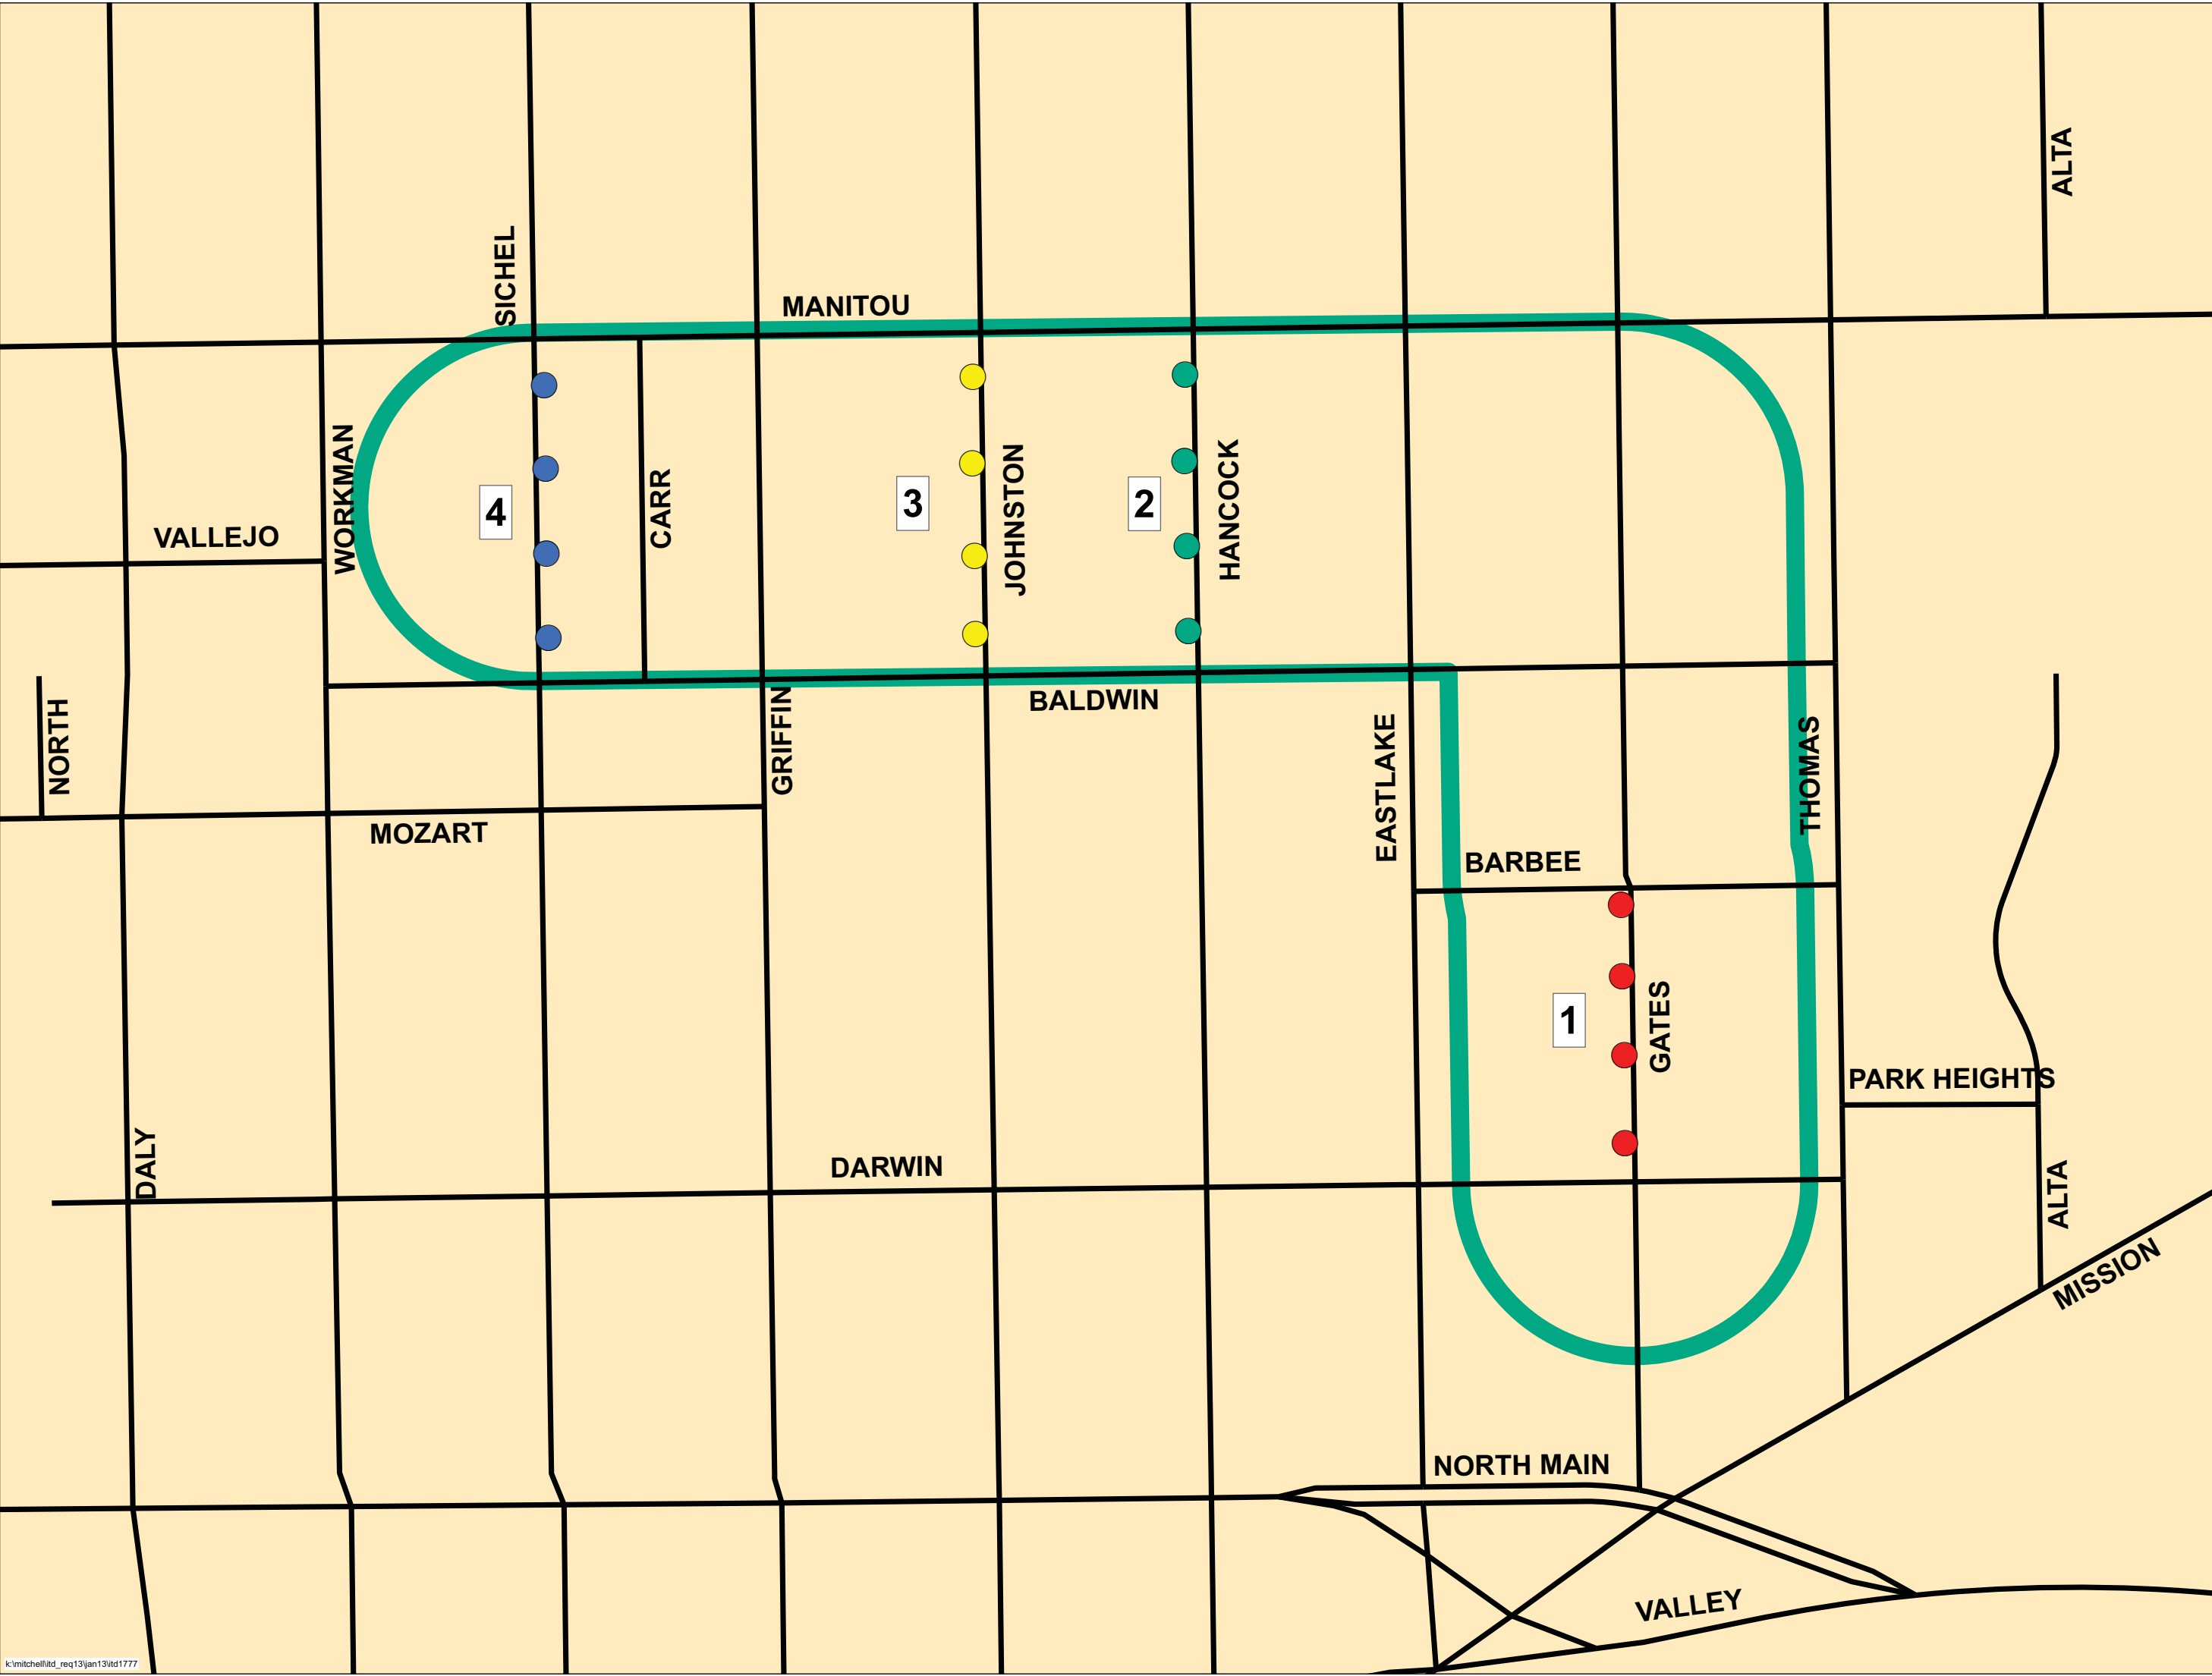 ALTA
SICHEL
MANITOU
WORKMAN
VALLEJO
4
CARR
3
JOHNSTON
2
HANCOCK
NORTH
GRIFFIN
BALDWIN
EASTLAKE
THOMAS
MOZART
BARBEE
1
GATES
PARK HEIGHTS
DALY
DARWIN
ALTA
MISSION
NORTH MAIN
VALLEY
k:\mitchell\itd_req13\jan13\itd1777